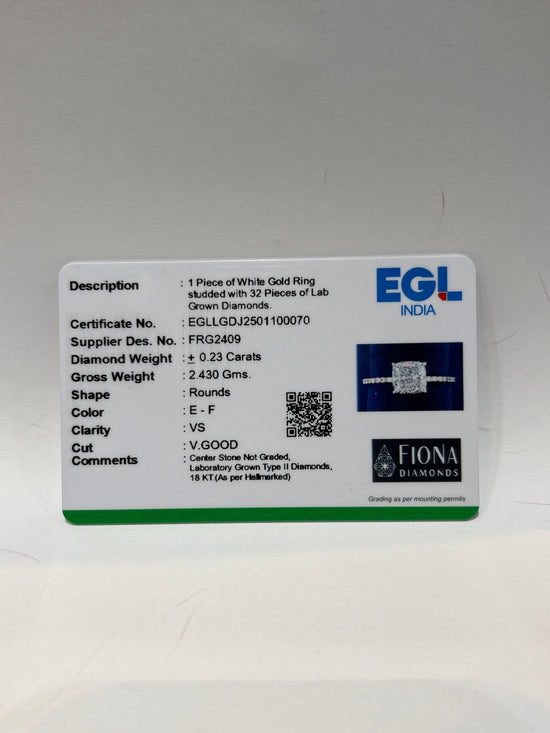 EGL
INDIA
Description : 1 Piece of White Gold Ring
studded with 32 Pieces of Lab
Grown Diamonds.
Certificate No. : EGLLGDJ2501100070
Supplier Des. No. : FRG2409
Diamond Weight : ± 0.23 Carats
Gross Weight : 2.430 Gms.
Shape : Rounds
Color : E - F
Clarity : VS
Cut : V.GOOD
Comments : Center Stone Not Graded,
Laboratory Grown Type II Diamonds,
18 KT.(As per Hallmarked)
FIONA
DIAMONDS
Grading as per mounting permits